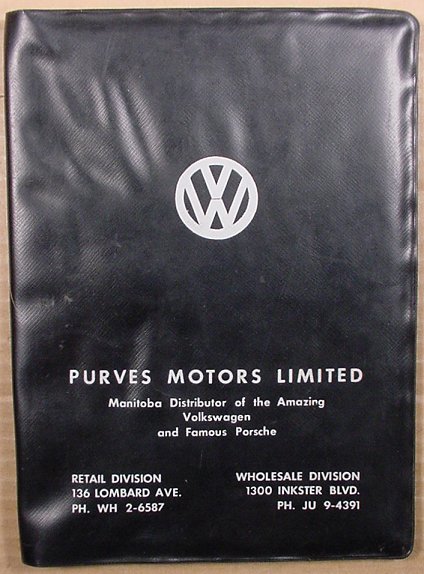 PURVES MOTORS LIMITED
Manitoba Distributor of the Amazing
Volkswagen
and Famous Porsche
RETAIL DIVISION
136 LOMBARD AVE.
PH. WH 2-6587
WHOLESALE DIVISION
1300 INKSTER BLVD.
PH. JU 9-4391